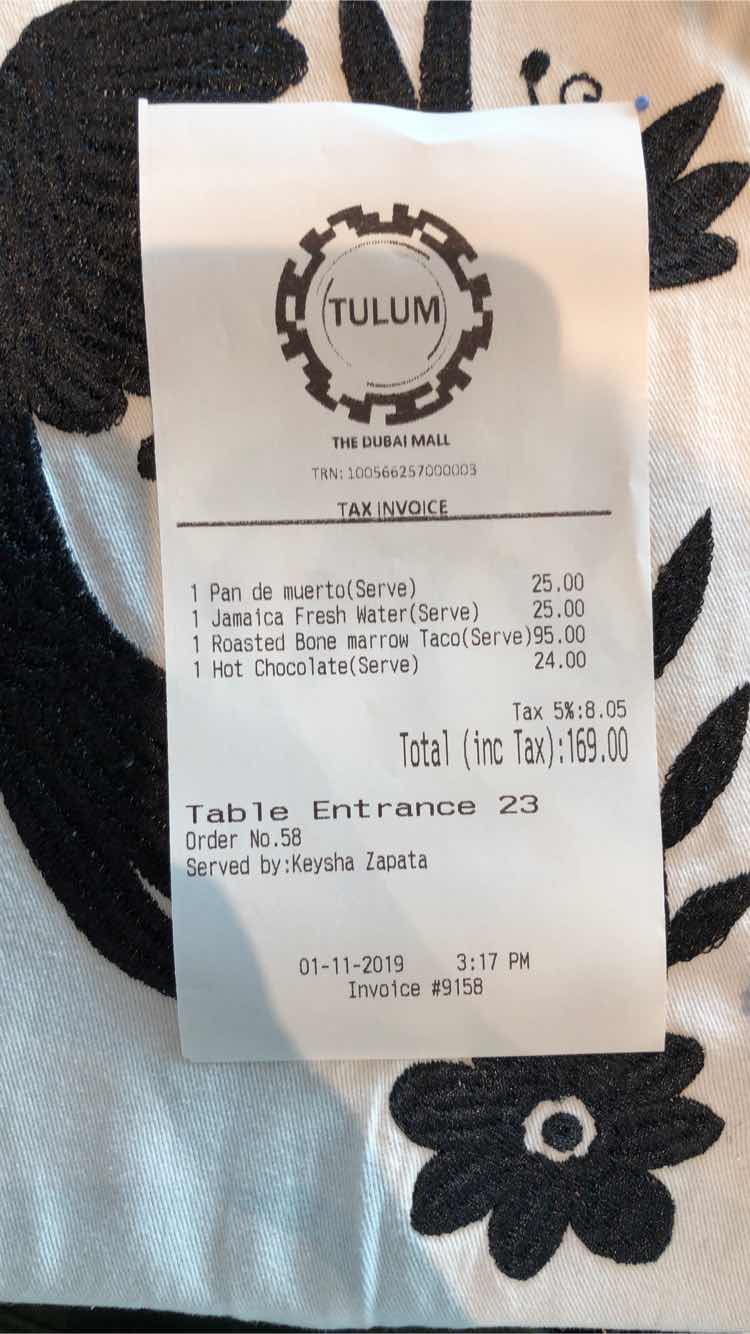 TULUM
THE DUBAI MALL
TRN: 100566257000003
TAX INVOICE
1 Pan de muerto(Serve) 25.00
1 Jamaica Fresh Water(Serve) 25.00
1 Roasted Bone marrow Taco(Serve)95.00
1 Hot Chocolate(Serve) 24.00
Tax 5%:8.05
Total (inc Tax):169.00
Table Entrance 23
Order No.58
Served by:Keysha Zapata
01-11-2019 3:17 PM
Invoice #9158